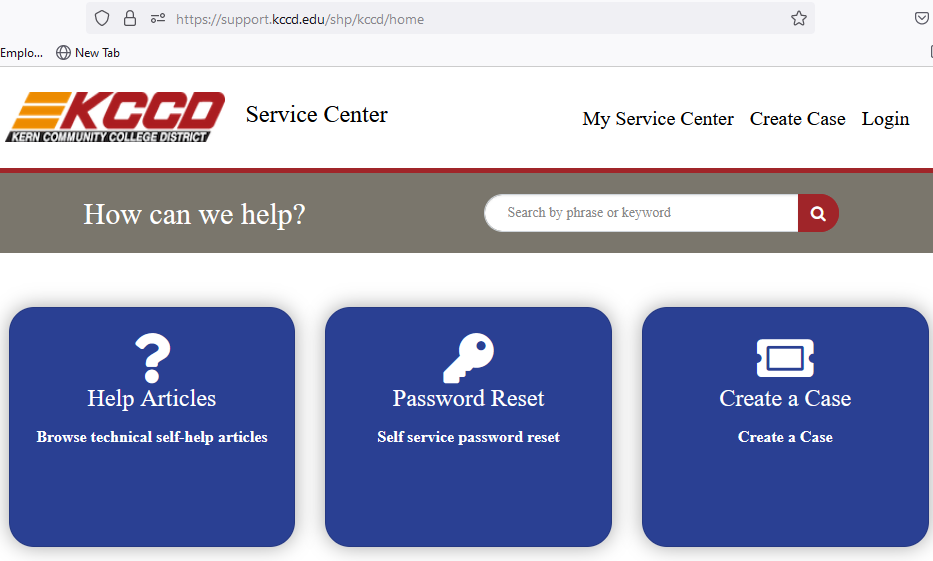 https://support.kccd.edu/shp/kccd/home
Emplo... New Tab
KCCD
KERN COMMUNITY COLLEGE DISTRICT
Service Center
My Service Center Create Case Login
How can we help?
Search by phrase or keyword
Help Articles
Browse technical self-help articles
Password Reset
Self service password reset
Create a Case
Create a Case